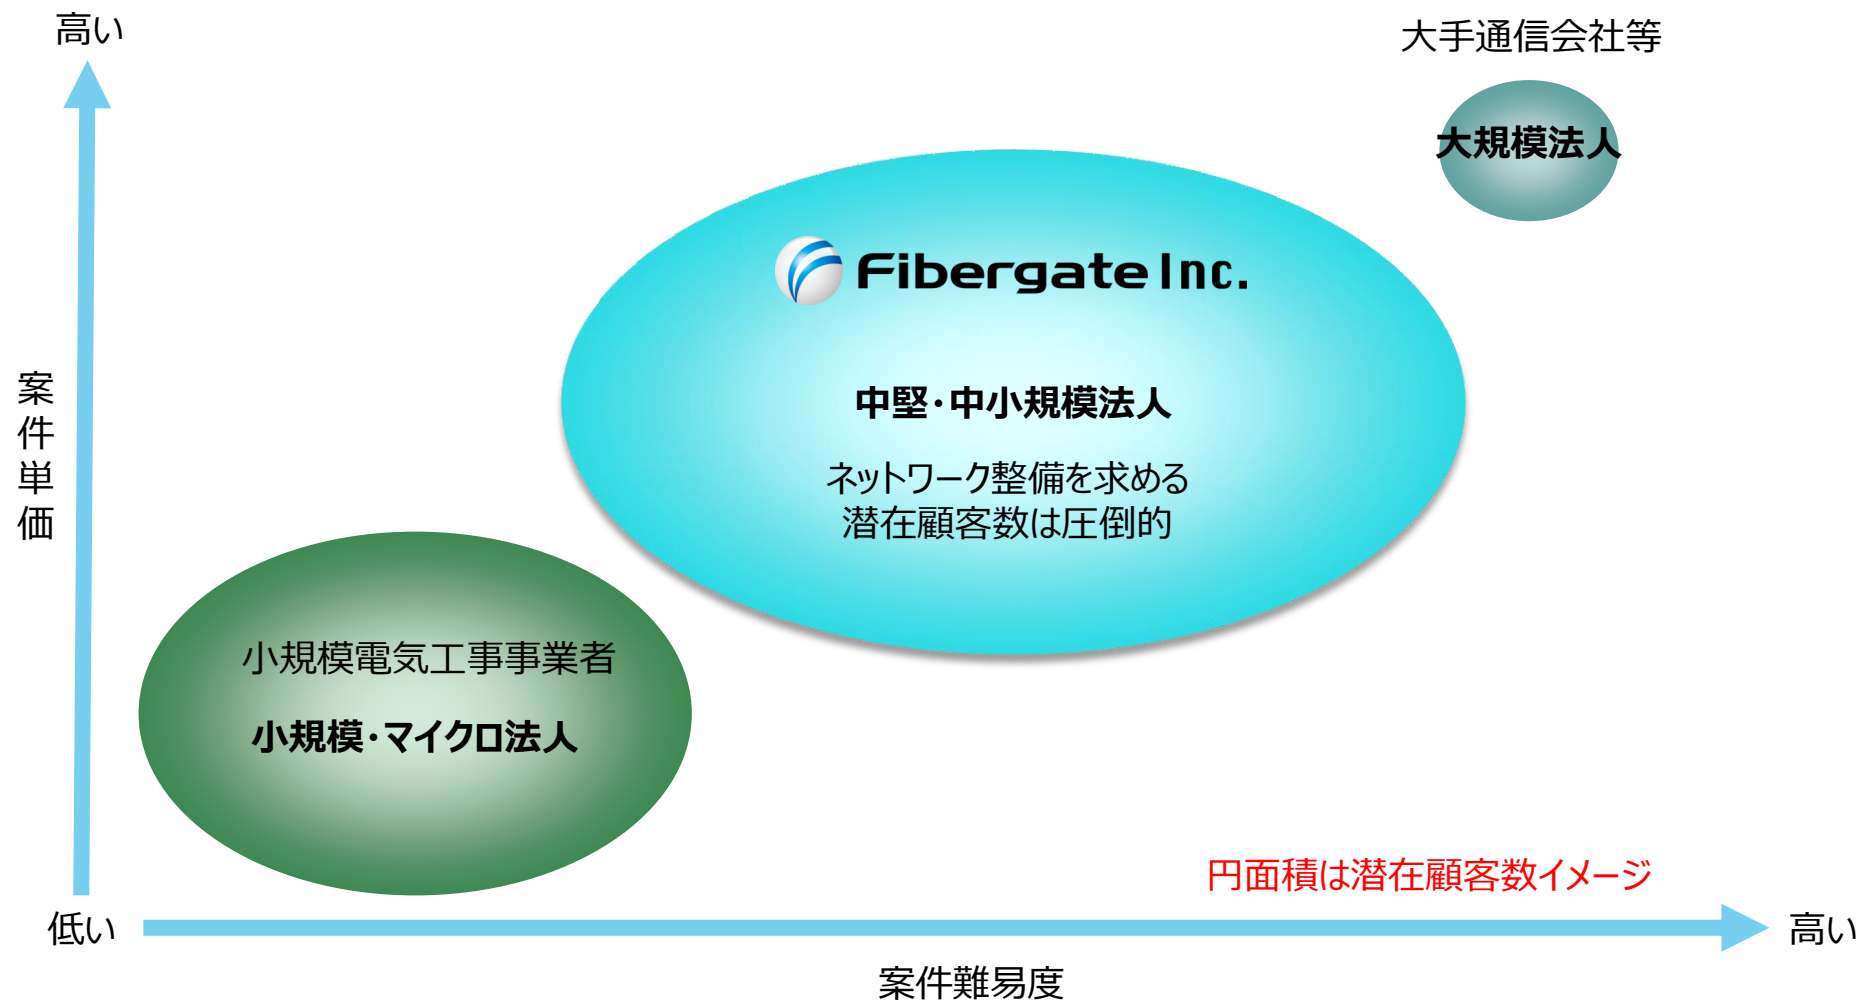 高い
大手通信会社等
大規模法人
Fibergate Inc.
中堅・中小規模法人
ネットワーク整備を求める
潜在顧客数は圧倒的
案件単価
小規模電気工事事業者
小規模・マイクロ法人
円面積は潜在顧客数イメージ
低い
高い
案件難易度